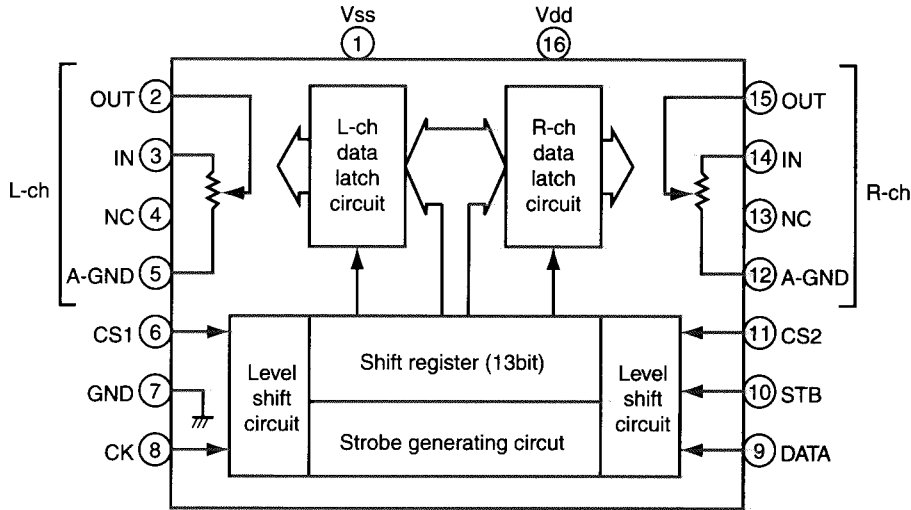 Vss
1
Vdd
16
L-ch
OUT 2
IN 3
NC 4
A-GND 5
CS1 6
GND 7
CK 8
L-ch
data
latch
circuit
R-ch
data
latch
circuit
15 OUT
14 IN
13 NC
12 A-GND
R-ch
11 CS2
10 STB
9 DATA
Level
shift
circuit
Shift register (13bit)
Strobe generating circut
Level
shift
circuit